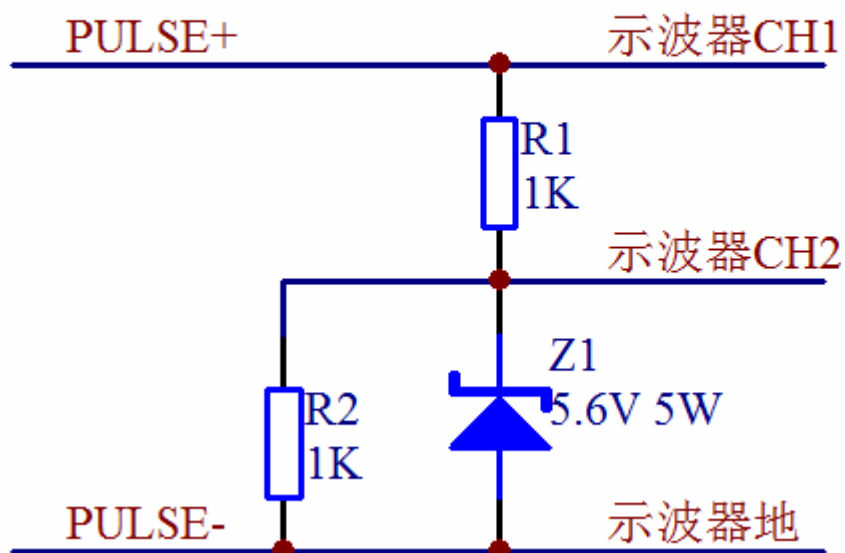 PULSE+
示波器CH1
R1
1K
示波器CH2
Z1
5.6V 5W
R2
1K
PULSE-
示波器地